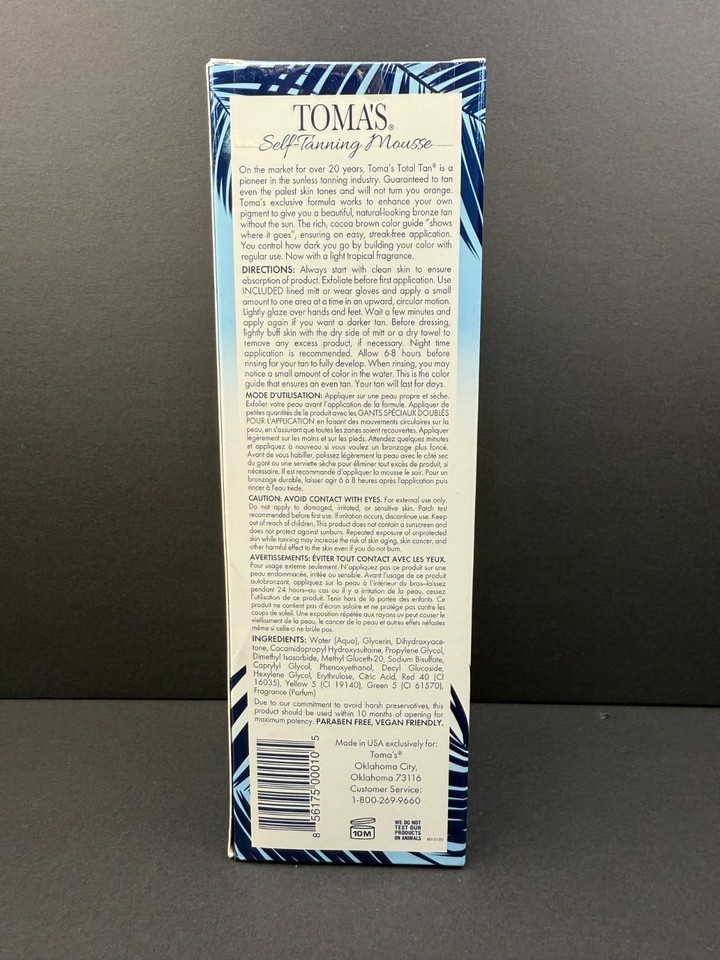 TOMA'S®
Self-Tanning Mousse
On the market for over 20 years, Toma's Total Tan® is a
pioneer in the sunless tanning industry. Guaranteed to tan
even the palest skin tones and will not turn you orange.
Toma's exclusive formula works to enhance your own
pigment to give you a beautiful, natural-looking bronze tan
without the sun. The rich, cocoa brown color guide "shows
where it goes", ensuring an easy, streak-free application.
You control how dark you go by building your color with
regular use. Now with a light tropical fragrance.
DIRECTIONS: Always start with clean skin to ensure
absorption of product. Exfoliate before first application. Use
INCLUDED lined mitt or wear gloves and apply a small
amount to one area at a time in an upward, circular motion.
Lightly glaze over hands and feet. Wait a few minutes and
apply again if you want a darker tan. Before dressing,
lightly buff skin with the dry side of mitt or a dry towel to
remove any excess product, if necessary. Night time
application is recommended. Allow 6-8 hours before
rinsing for your tan to fully develop. When rinsing, you may
notice a small amount of color in the water. This is the color
guide that ensures an even tan. Your tan will last for days.
MODE D'UTILISATION: Appliquer sur une peau propre et sèche.
Exfolier votre peau avant l'application de la formule. Appliquer de
petites quantités de le produit avec les GANTS SPÉCIAUX DOUBLÉS
POUR L'APPLICATION en faisant des mouvements circulaires sur la
peau, en s'assurant que toutes les zones soient recouvertes. Appliquer
légèrement sur les mains et sur les pieds. Attendez quelques minutes
et appliquez à nouveau si vous voulez un bronzage plus foncé.
Avant de vous habiller, polissez légèrement la peau avec le côté sec
du gant ou une serviette sèche pour éliminer tout excès de produit, si
nécessaire. Il est recommandé d'appliquer la mousse le soir. Pour un
bronzage durable, laisser agir 6 à 8 heures après l'application puis
rincer à l'eau tiède.
CAUTION: AVOID CONTACT WITH EYES. For external use only.
Do not apply to damaged, irritated, or sensitive skin. Patch test
recommended before first use. If irritation occurs, discontinue use. Keep
out of reach of children. This product does not contain a sunscreen and
does not protect against sunburn. Repeated exposure of unprotected
skin while tanning may increase the risk of skin aging, skin cancer, and
other harmful effect to the skin even if you do not burn.
AVERTISSEMENTS: ÉVITER TOUT CONTACT AVEC LES YEUX.
Pour usage externe seulement. N'appliquez pas ce produit sur une
peau endommacée, irritée ou sensible. Avant l'usage de ce produit
autobronzant, appliquez sur la peau à l'intérieur du bras—laissez
pendant 24 hours—au cas ou il y a irritation de la peau, cessez
l'utilisation de ce produit. Tenir hors de la portée des enfants. Ce
produit ne contient pas d'écran solaire et ne protége pas contre les
coups de soleil. Une exposition répétée aux rayons uv peut causer le
viellissement de la peau, le cancer de la peau et autres effets néfastes
même si celle-ci ne brûle pas.
INGREDIENTS: Water (Aqua), Glycerin, Dihydroxyace-
tone, Cocamidopropyl Hydroxysultaine, Propylene Glycol,
Dimethyl Isosorbide, Methyl Gluceth-20, Sodium Bisulfate,
Caprylyl Glycol, Phenoxyethanol, Decyl Glucoside,
Hexylene Glycol, Erythrulose, Citric Acid, Red 40 (CI
16035), Yellow 5 (CI 19140), Green 5 (CI 61570),
Fragrance (Parfum)
Due to our commitment to avoid harsh preservatives, this
product should be used within 10 months of opening for
maximum potency. PARABEN FREE, VEGAN FRIENDLY.
8 56175 00010 5
Made in USA exclusively for:
Toma's®
Oklahoma City,
Oklahoma 73116
Customer Service:
1-800-269-9660
10M
WE DO NOT
TEST OUR
PRODUCTS
ON ANIMALS